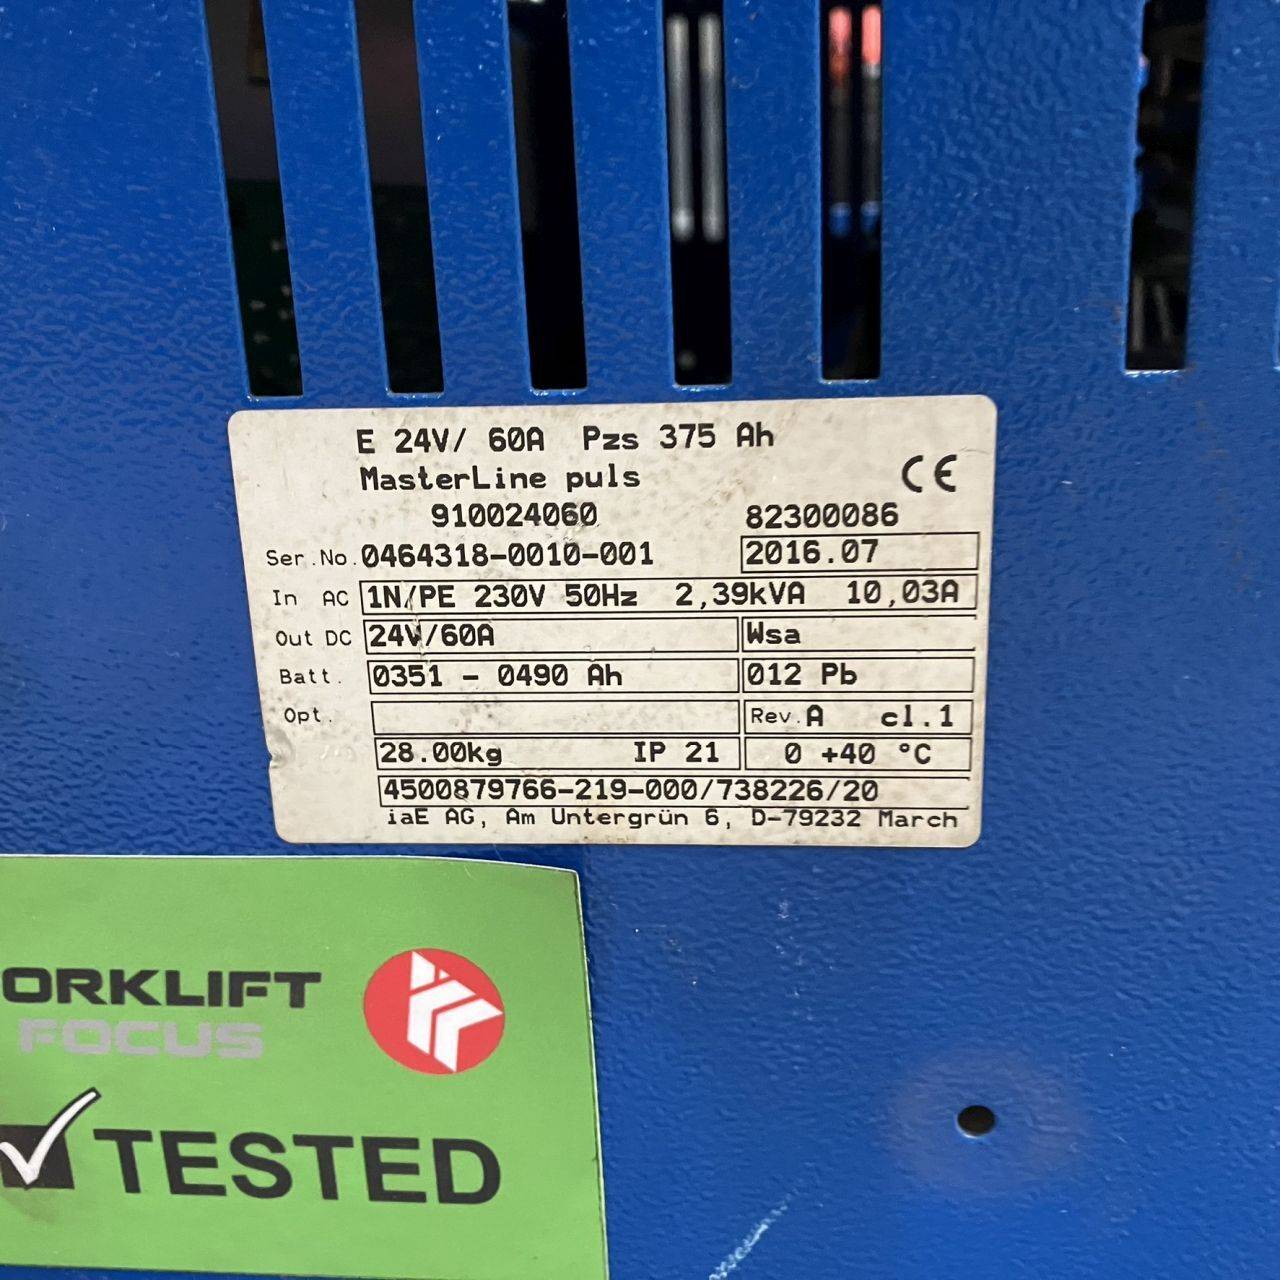 E 24V/ 60A Pzs 375 Ah
MasterLine puls CE
910024060 82300086
Ser.No. 0464318-0010-001 2016.07
In AC 1N/PE 230V 50Hz 2,39kVA 10,03A
Out DC 24V/60A Wsa
Batt. 0351 - 0490 Ah 012 Pb
Opt. Rev. A cl.1
28.00kg IP 21 0 +40 °C
4500879766-219-000/738226/20
iaE AG, Am Untergrün 6, D-79232 March
ORKLIFT
FOCUS
TESTED